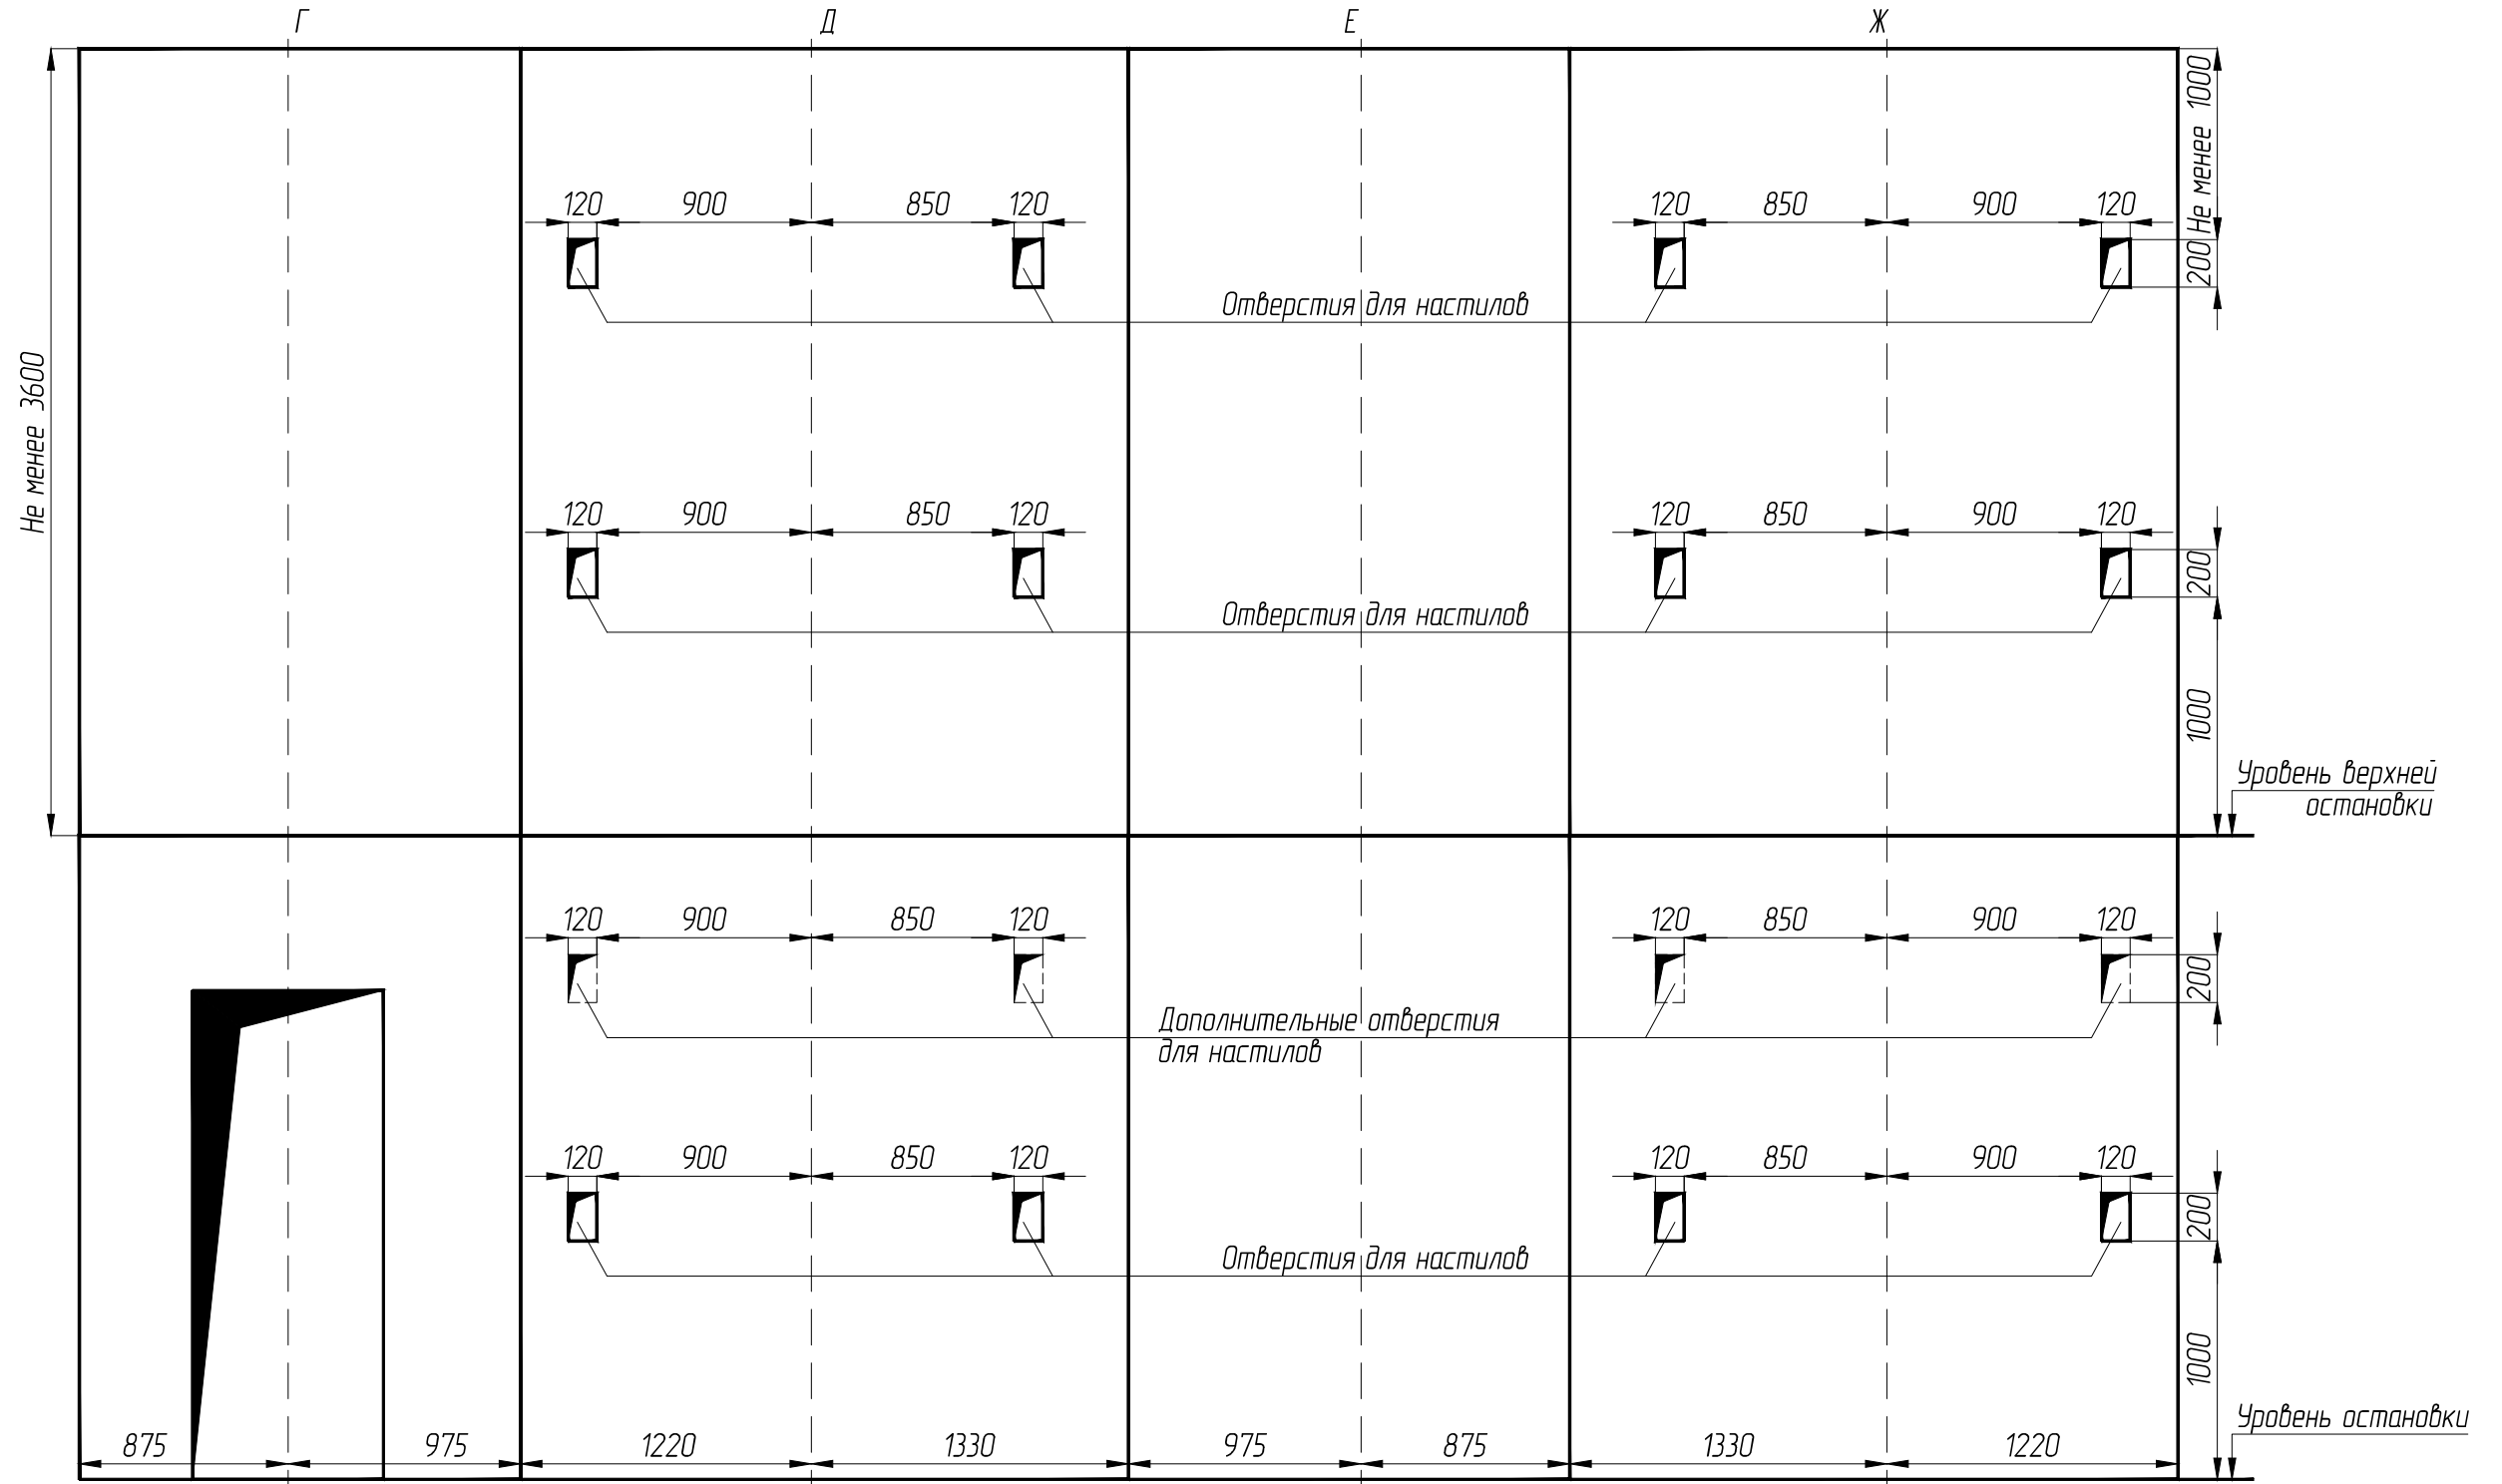 Г Д Е Ж
Не менее 1000
120 900 850 120 850 900 120
120
200
Отверстия для настилов
Не менее 3600
120 900 850 120 120 850 900 120
200
Отверстия для настилов
1000
Уровень верхней
остановки
120 900 850 120 120 850 900 120
200
Дополнительные отверстия
для настилов
120 900 850 120 120 850 900 120
200
Отверстия для настилов
1000
Уровень остановки
875 975 1220 1330 975 875 1330 1220